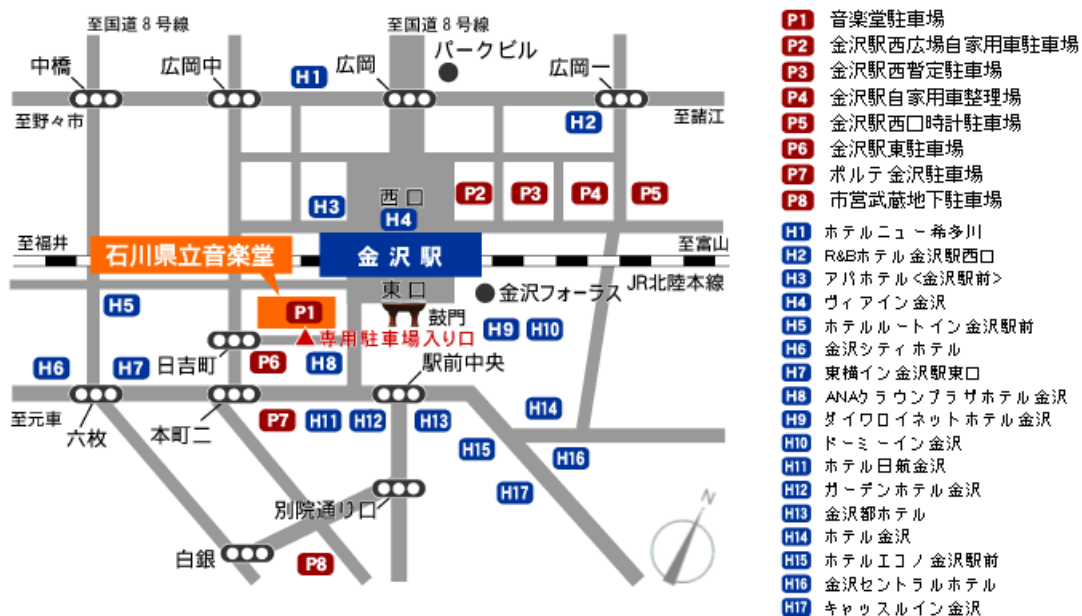 至国道8号線
至国道8号線
パークビル
中橋
広岡中
H1
広岡
広岡一
至野々市
H2
至諸江
西口
P2
P3
P4
P5
H3
H4
至福井
石川県立音楽堂
金沢駅
至富山
JR北陸本線
東口
金沢フォーラス
H5
P1
鼓門
H9
H10
専用駐車場入り口
日吉町
P6
H8
駅前中央
H6
H7
至元車
六枚
本町二
P7
H11
H12
H13
H14
H15
H16
H17
別院通り口
白銀
P8
N
P1 音楽堂駐車場
P2 金沢駅西広場自家用車駐車場
P3 金沢駅西暫定駐車場
P4 金沢駅自家用車整理場
P5 金沢駅西口時計駐車場
P6 金沢駅東駐車場
P7 ポルテ金沢駐車場
P8 市営武蔵地下駐車場
H1 ホテルニュー希多川
H2 R&Bホテル金沢駅西口
H3 アパホテル<金沢駅前>
H4 ヴィアイン金沢
H5 ホテルルートイン金沢駅前
H6 金沢シティホテル
H7 東横イン金沢駅東口
H8 ANAクラウンプラザホテル金沢
H9 ダイワロイネットホテル金沢
H10 ドーミーイン金沢
H11 ホテル日航金沢
H12 ガーデンホテル金沢
H13 金沢都ホテル
H14 ホテル金沢
H15 ホテルエコノ金沢駅前
H16 金沢セントラルホテル
H17 キャッスルイン金沢